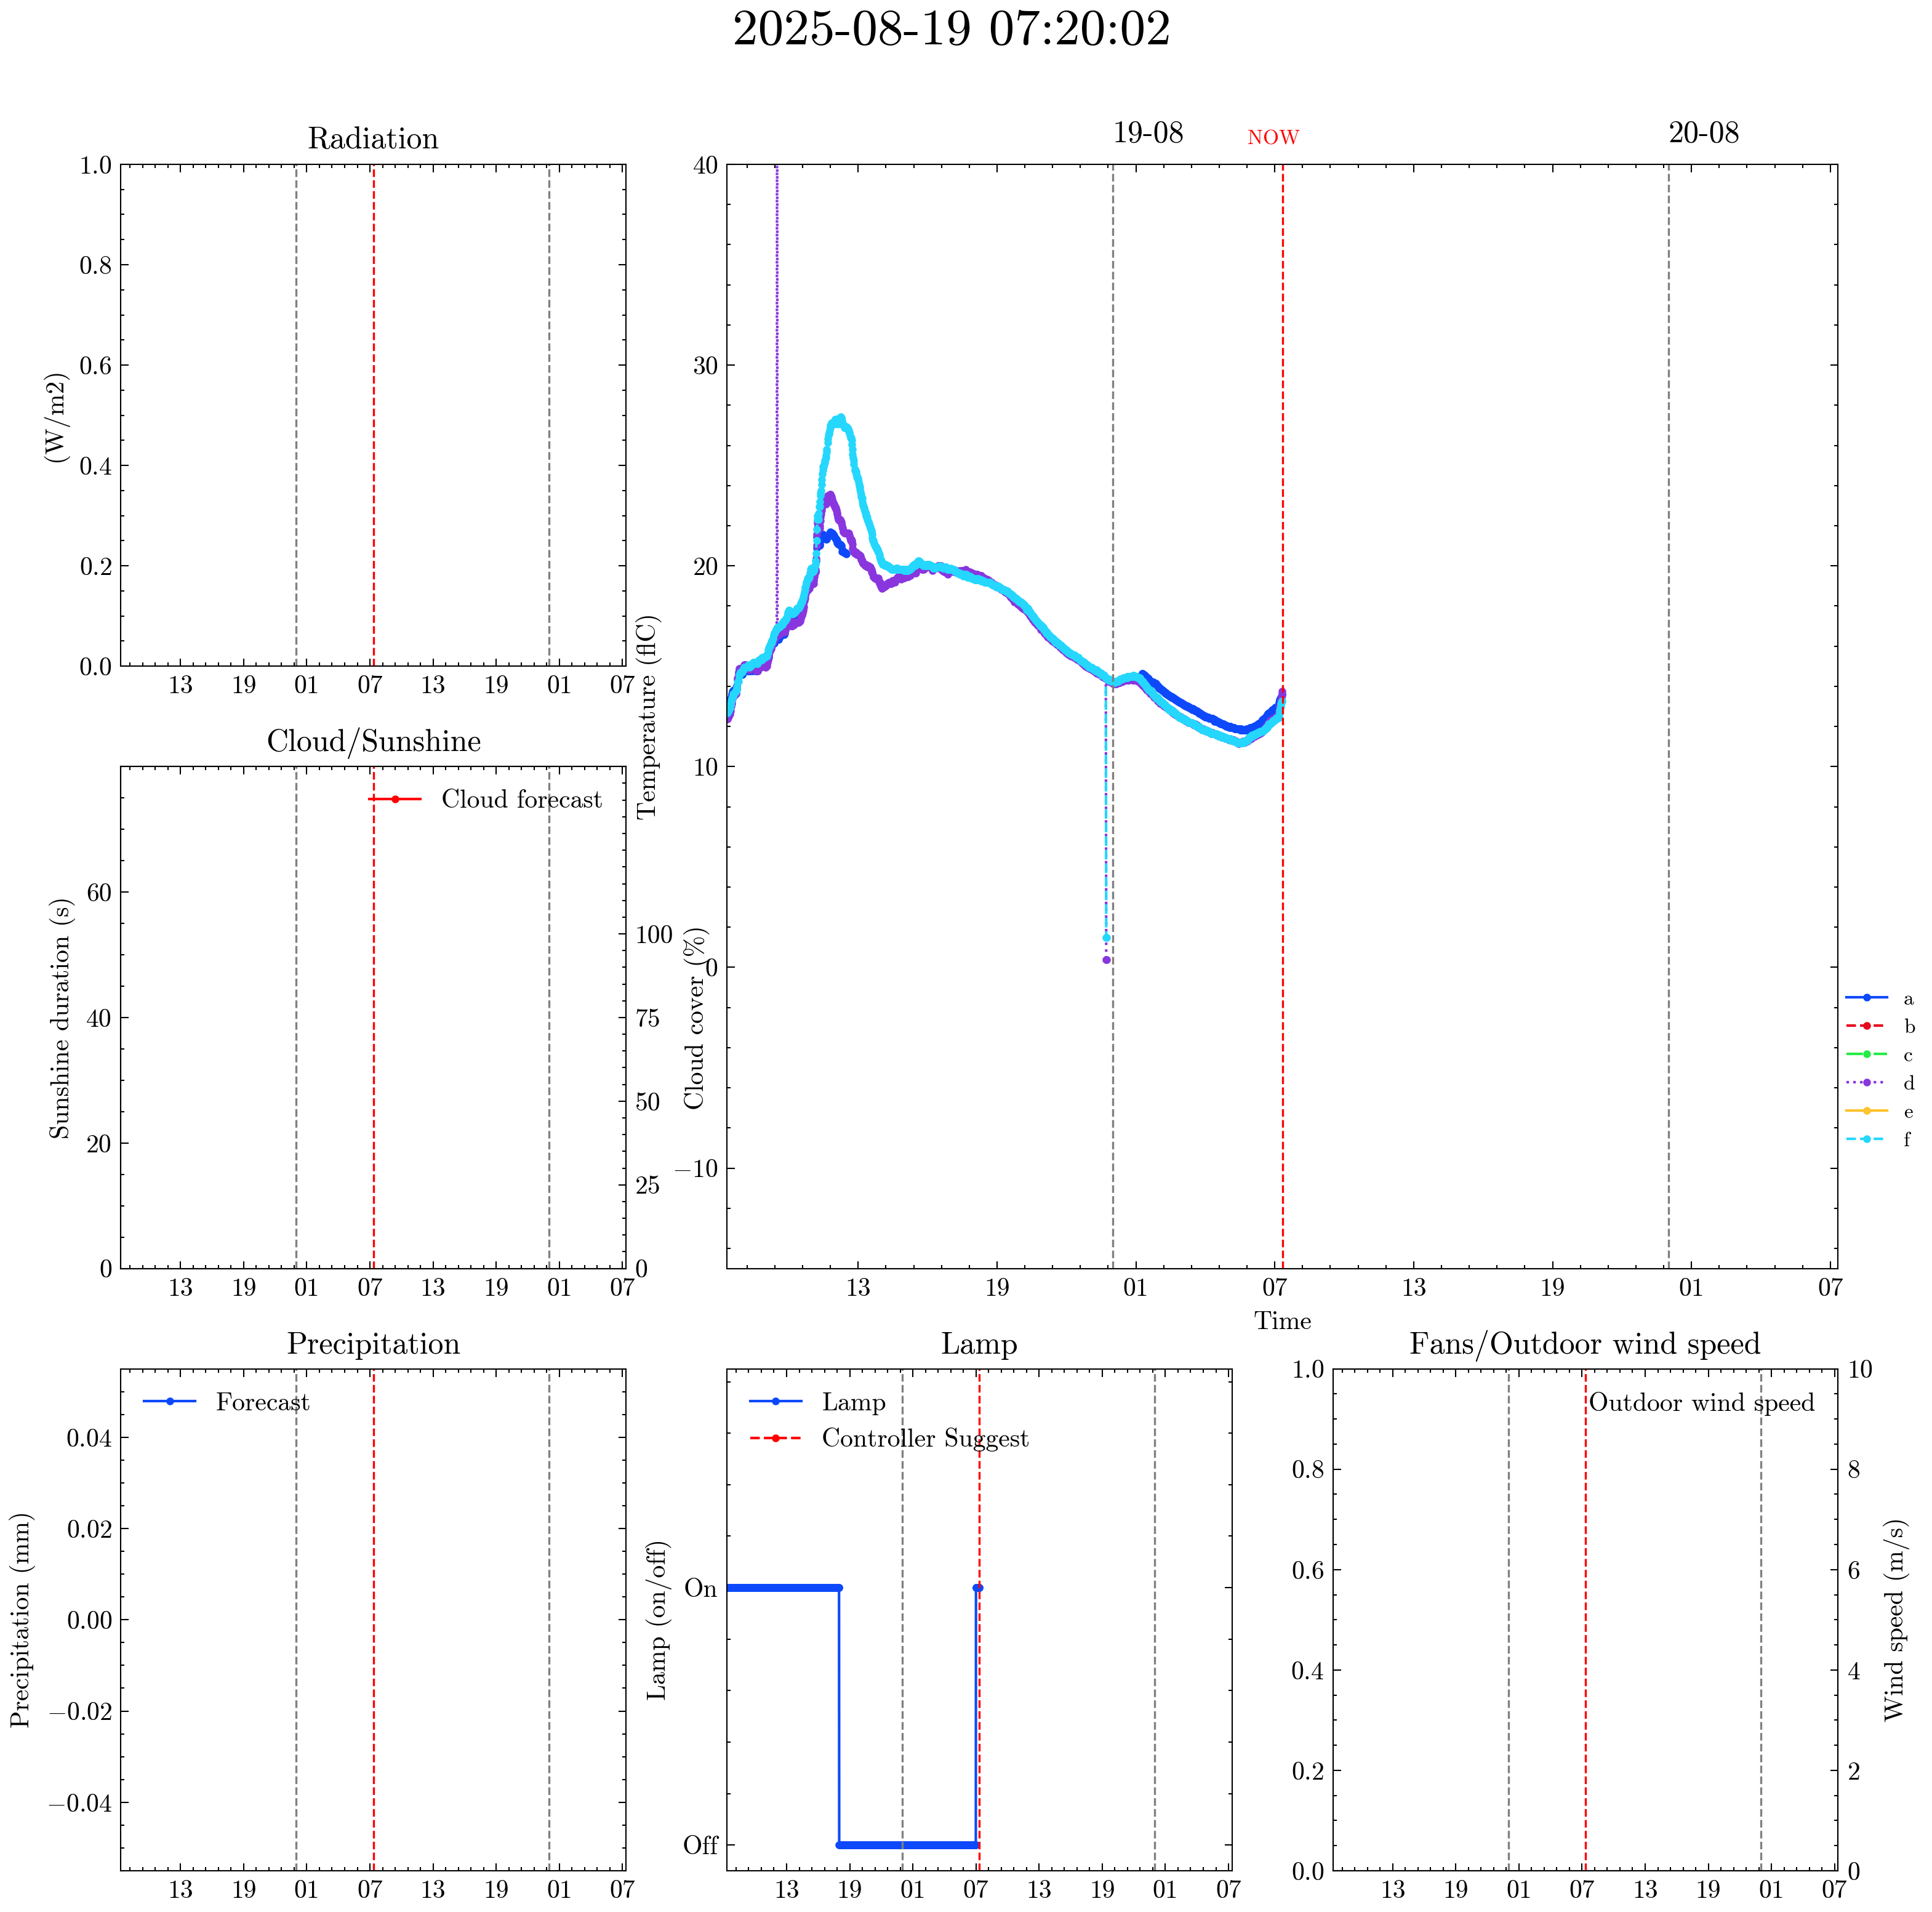 2025-08-19 07:20:02
Radiation
1.0
0.8
0.6
0.4
0.2
0.0
(W/m2)
13 19 01 07 13 19 01 07
19-08 NOW 20-08
40
30
20
10
0
−10
Temperature (flC)
13 19 01 07 13 19 01 07
Time
a
b
c
d
e
f
Cloud/Sunshine
Cloud forecast
60
40
20
0
Sunshine duration (s)
100
75
50
25
0
Cloud cover (%)
13 19 01 07 13 19 01 07
Precipitation
Forecast
0.04
0.02
0.00
−0.02
−0.04
Precipitation (mm)
13 19 01 07 13 19 01 07
Lamp
Lamp
Controller Suggest
On
Off
Lamp (on/off)
13 19 01 07 13 19 01 07
Fans/Outdoor wind speed
Outdoor wind speed
1.0
0.8
0.6
0.4
0.2
0.0
10
8
6
4
2
0
Wind speed (m/s)
13 19 01 07 13 19 01 07